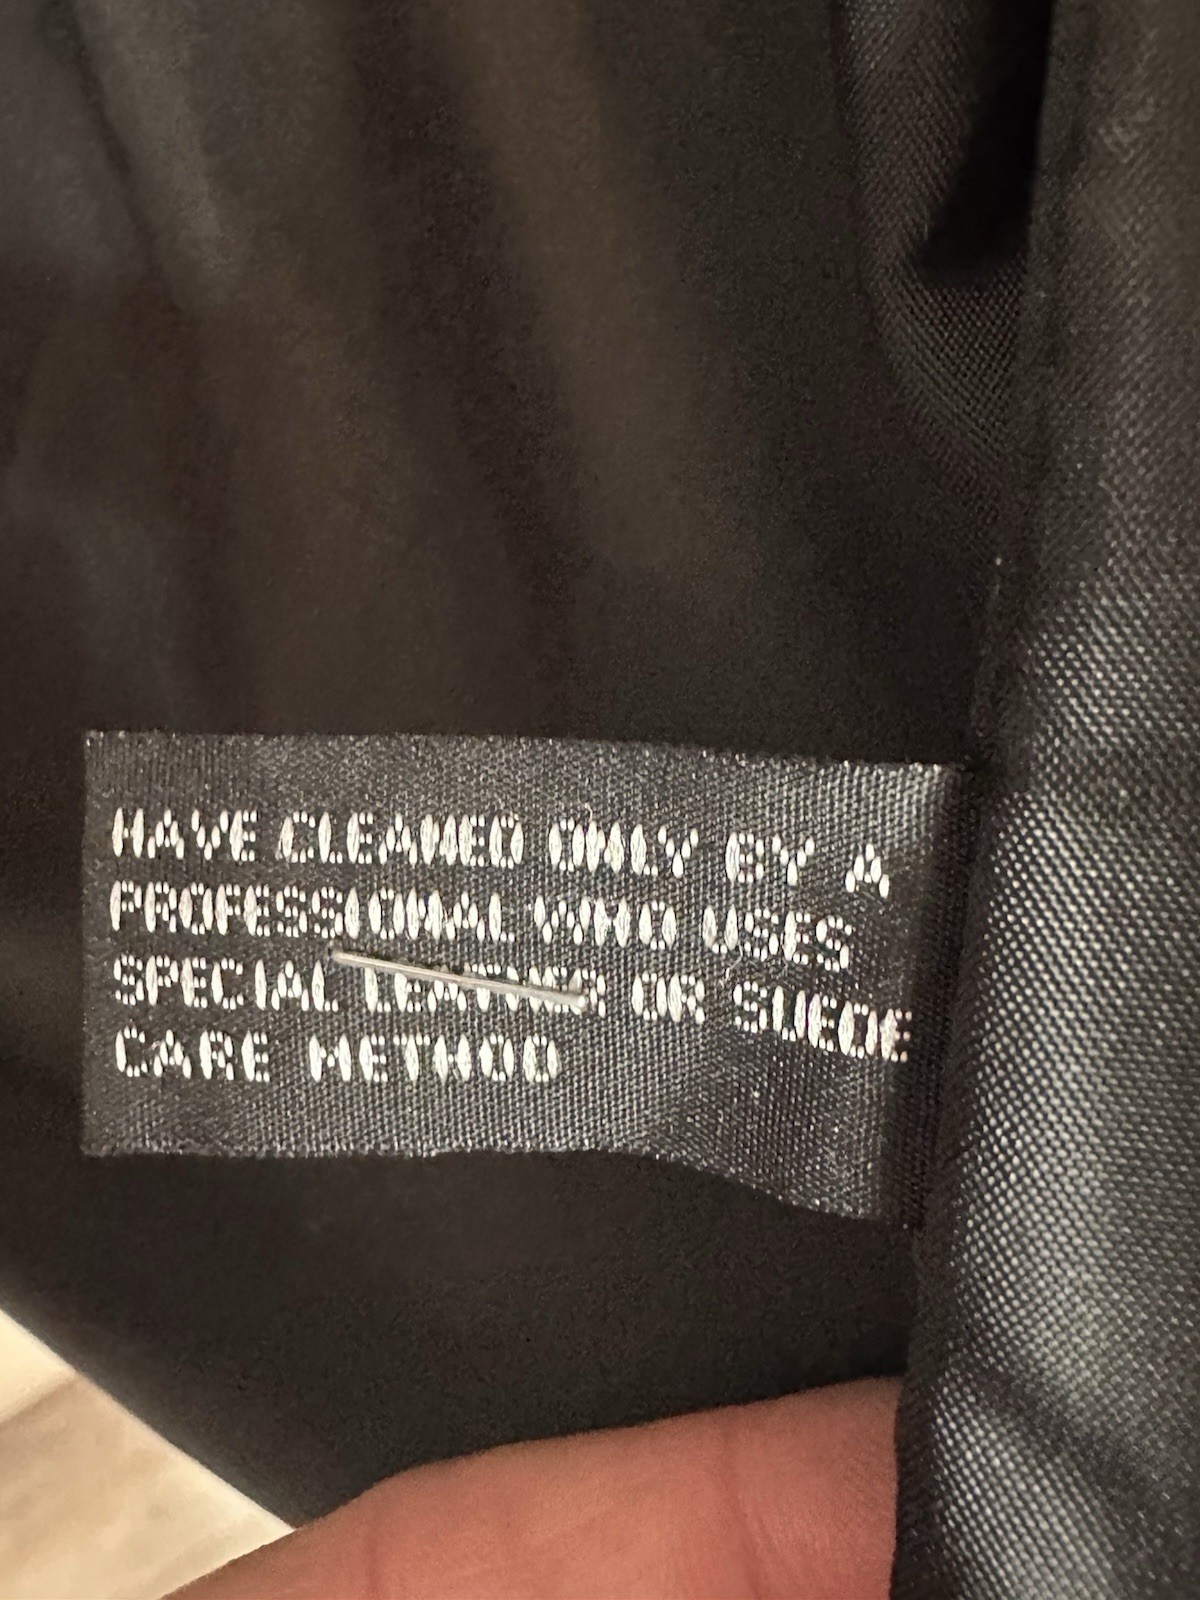 HAVE CLEANED ONLY BY A
PROFESSIONAL WHO USES
SPECIAL LEATHER OR SUEDE
CARE METHOD